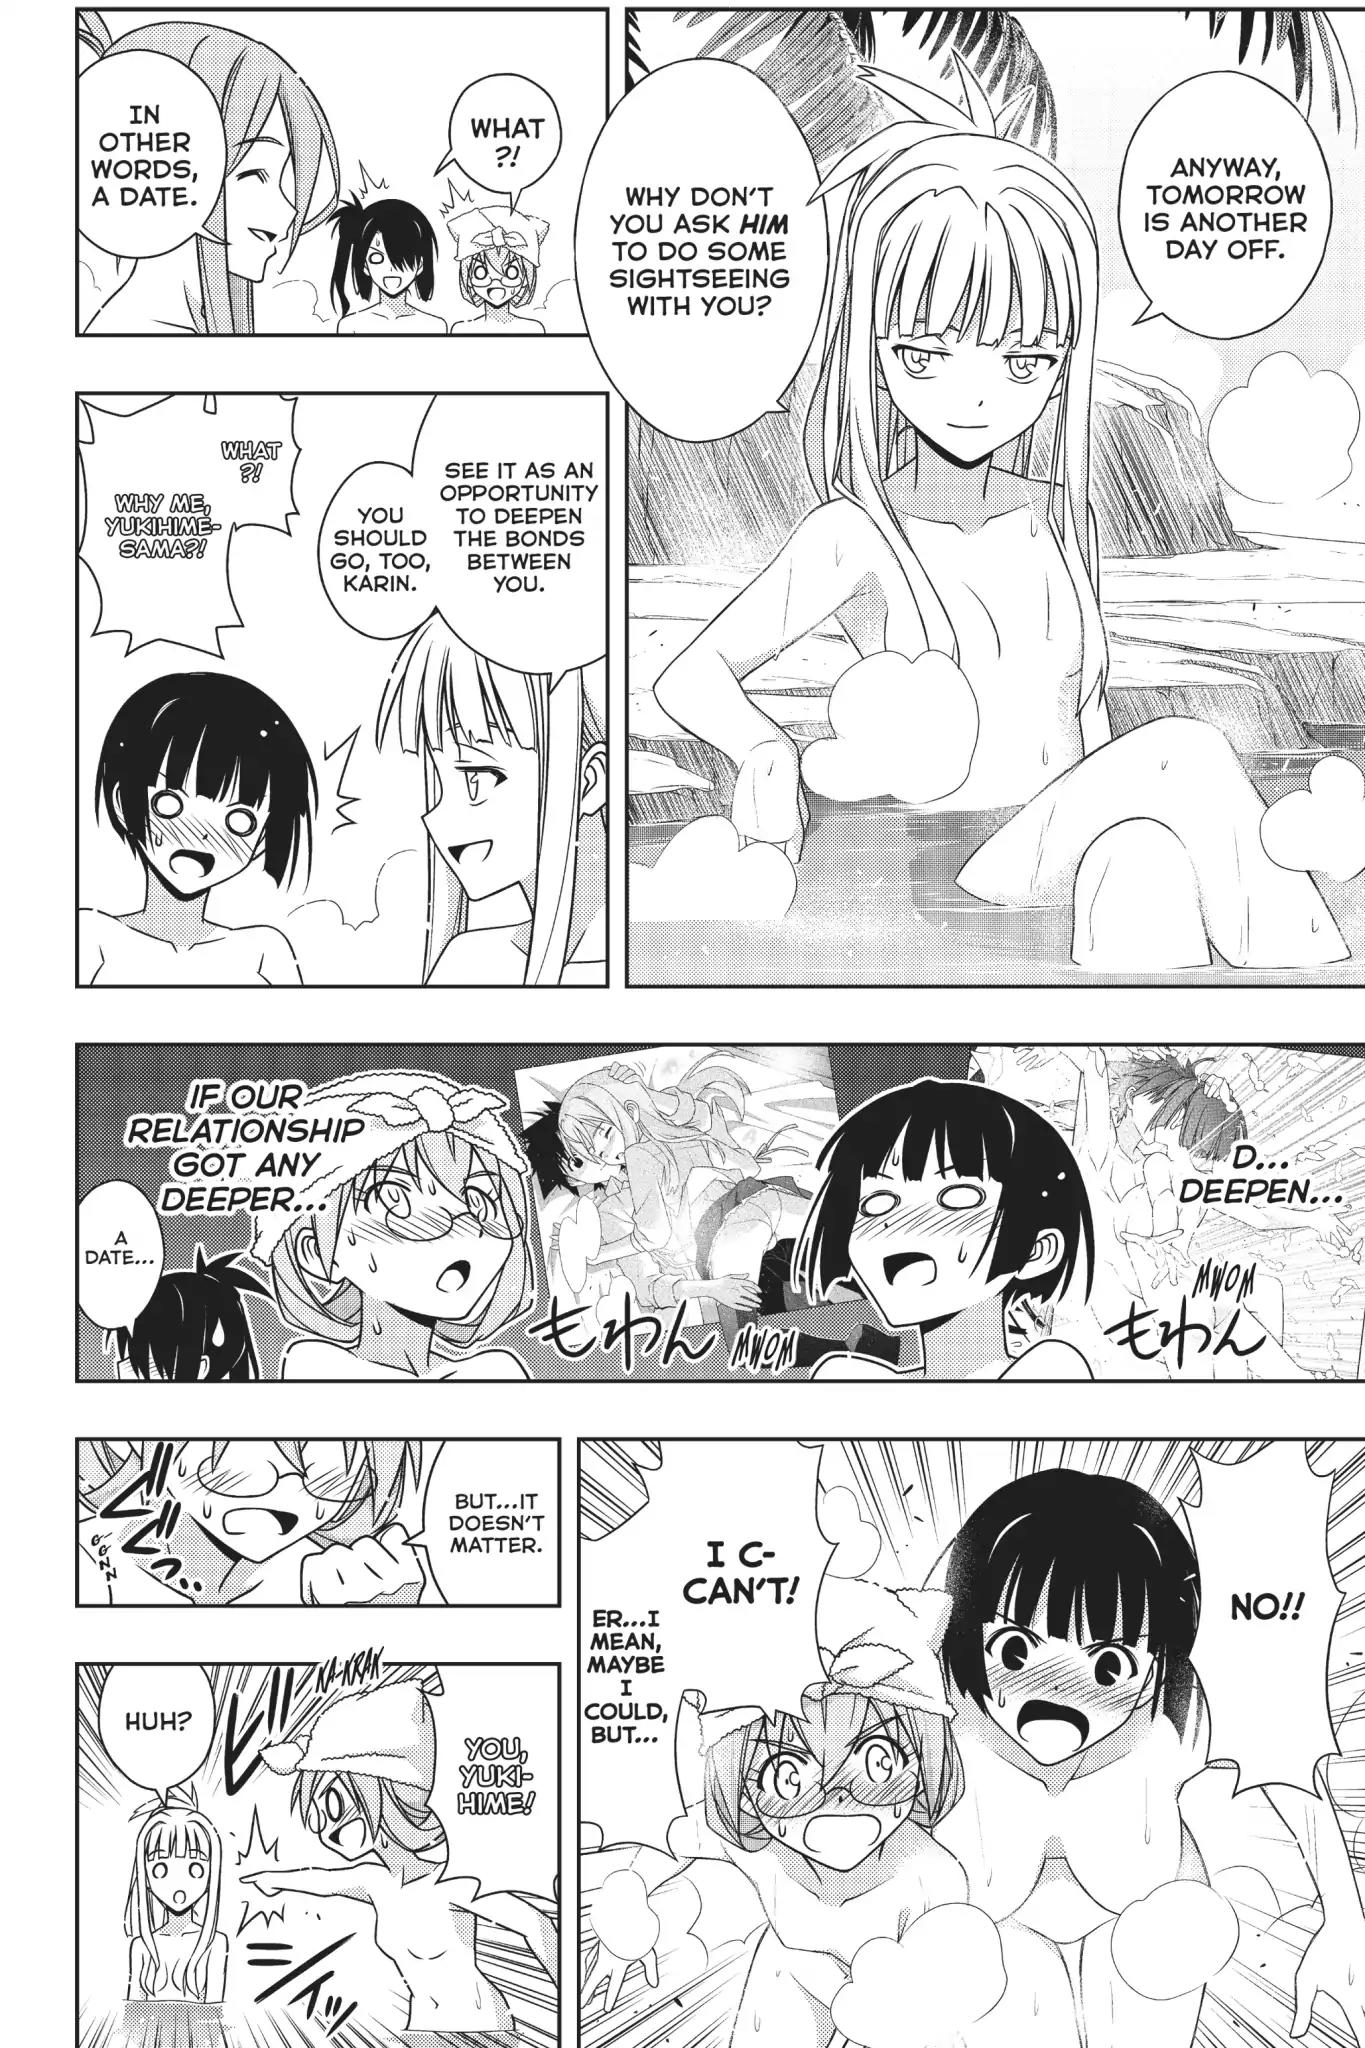 ANYWAY,
TOMORROW
IS ANOTHER
DAY OFF.
WHY DON'T
YOU ASK HIM
TO DO SOME
SIGHTSEEING
WITH YOU?
WHAT
?!
IN
OTHER
WORDS,
A DATE.
SEE IT AS AN
OPPORTUNITY
TO DEEPEN
THE BONDS
BETWEEN
YOU.
YOU
SHOULD
GO, TOO,
KARIN.
WHAT
?!
WHY ME,
YUKIHIME-
SAMA?!
D...
DEEPEN...
MWOM
MWOM
もわん
IF OUR
RELATIONSHIP
GOT ANY
DEEPER...
MWOM
MWOM
もわん
A
DATE...
NO!!
I C-
CAN'T!
ER...I
MEAN,
MAYBE
I
COULD,
BUT...
BUT...IT
DOESN'T
MATTER.
YOU,
YUKI-
HIME!
KA-KRAK
HUH?